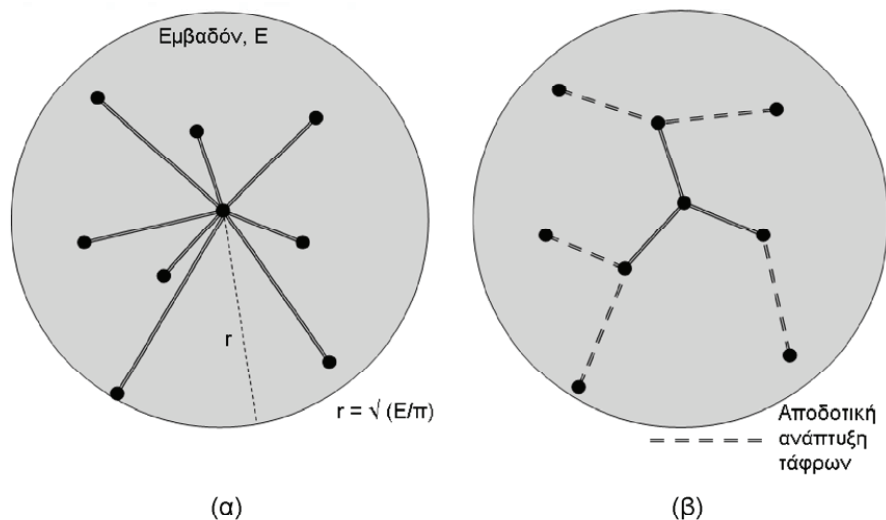 Εμβαδόν, Ε
r
r = √ (Ε/π)
(α)
Αποδοτική
ανάπτυξη
τάφρων
(β)